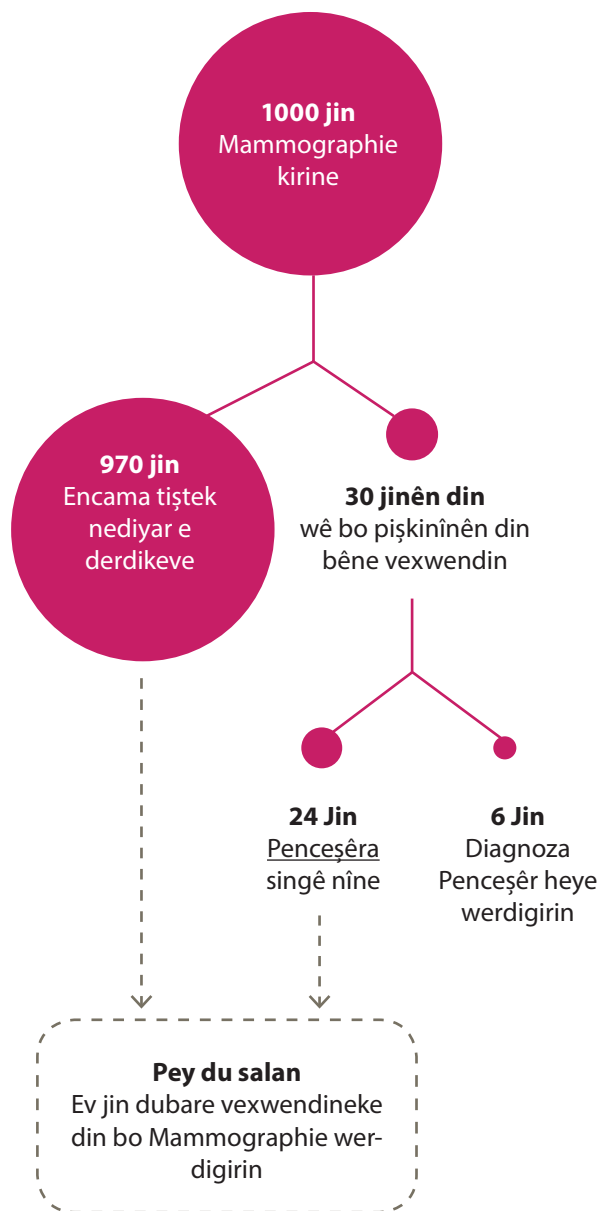 1000 jin
Mammographie
kirine
970 jin
Encama tiştek
nediyar e
derdikeve
30 jinên din
wê bo pişkinînên din
bêne vexwendin
24 Jin
Penceşêra
singê nîne
6 Jin
Diagnoza
Penceşêr heye
werdigirin
Pey du salan
Ev jin dubare vexwendineke
din bo Mammographie wer-
digirin